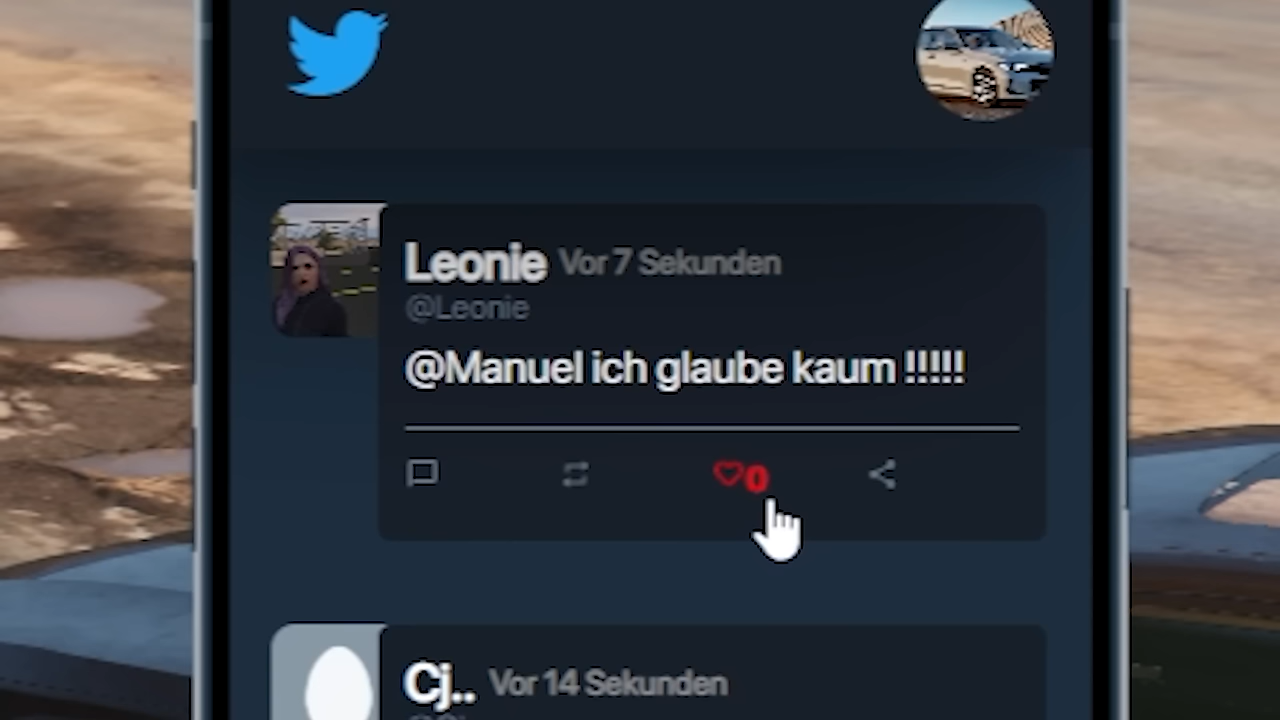 Leonie Vor 7 Sekunden
@Leonie
@Manuel ich glaube kaum !!!!!
0
Cj.. Vor 14 Sekunden